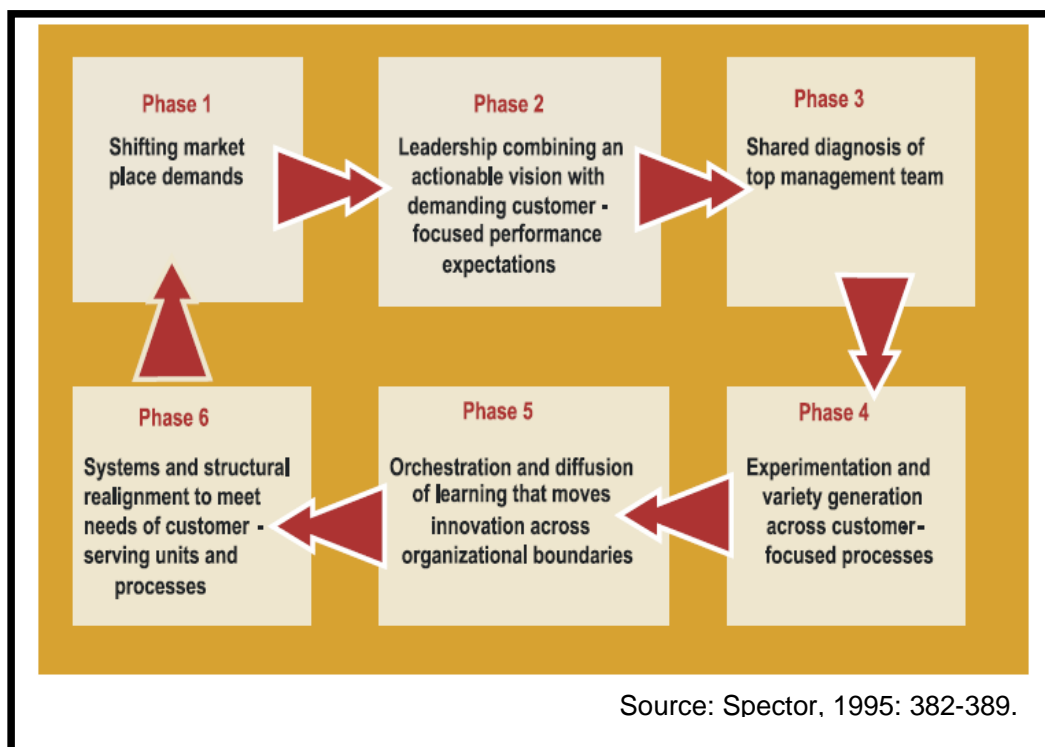 Phase 1
Shifting market
place demands
Phase 2
Leadership combining an
actionable vision with
demanding customer -
focused performance
expectations
Phase 3
Shared diagnosis of
top management team
Phase 6
Systems and structural
realignment to meet
needs of customer -
serving units and
processes
Phase 5
Orchestration and diffusion
of learning that moves
innovation across
organizational boundaries
Phase 4
Experimentation and
variety generation
across customer-
focused processes
Source: Spector, 1995: 382-389.